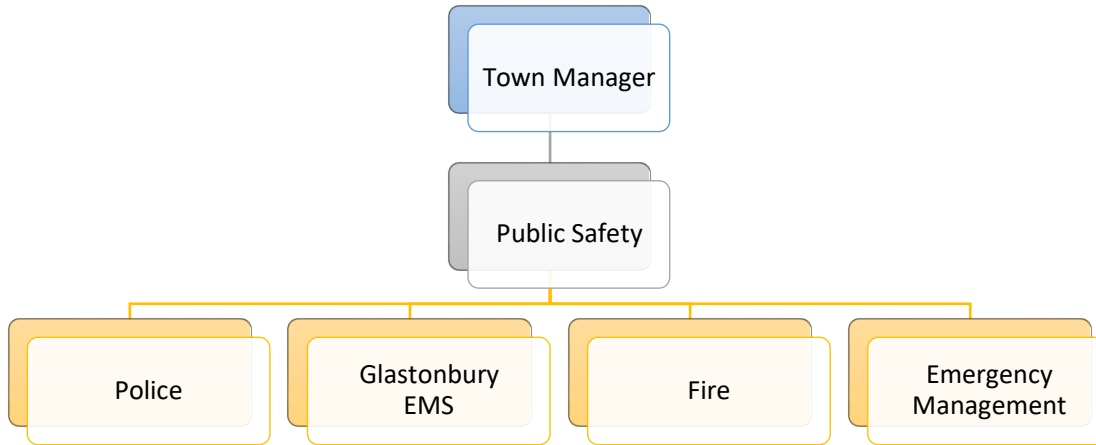 Town Manager
Public Safety
Police
Glastonbury
EMS
Fire
Emergency
Management